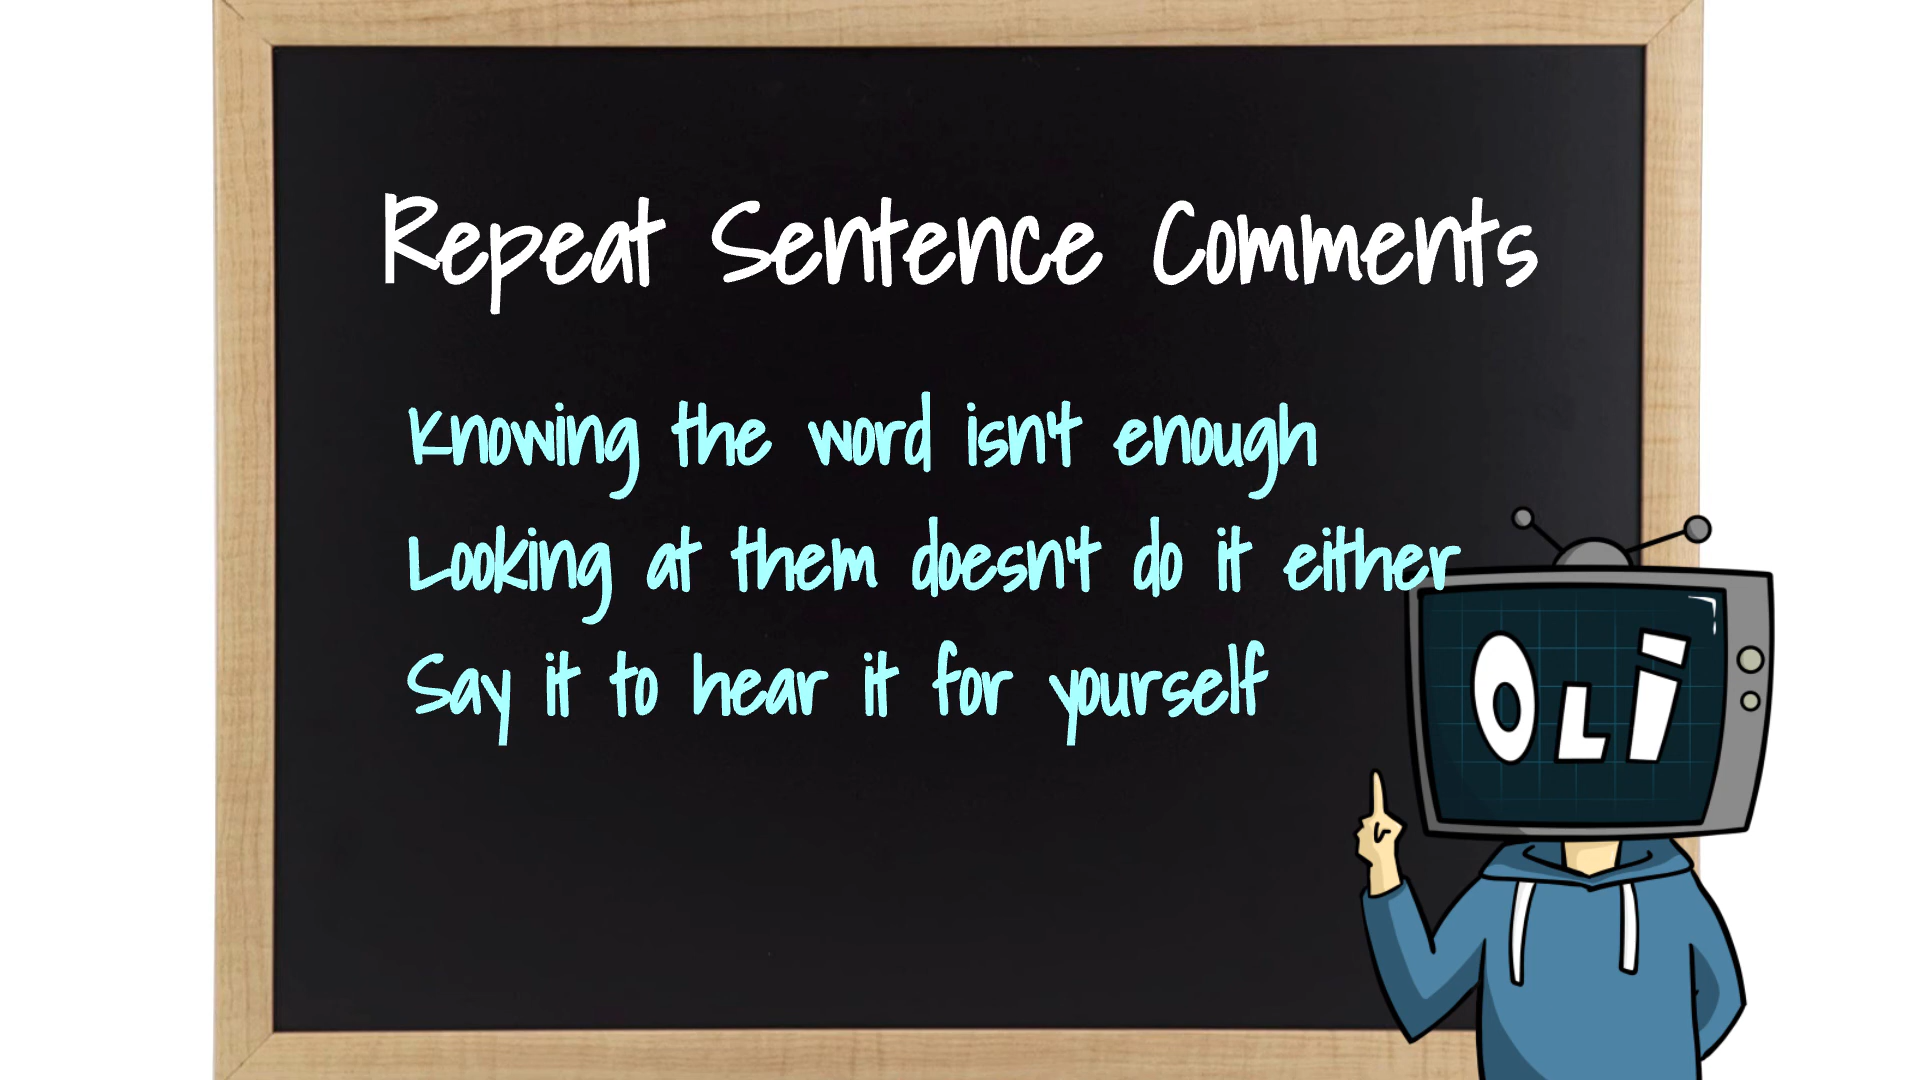 Repeat Sentence Comments
Knowing the word isn't enough
Looking at them doesn't do it either
Say it to hear it for yourself
OLi